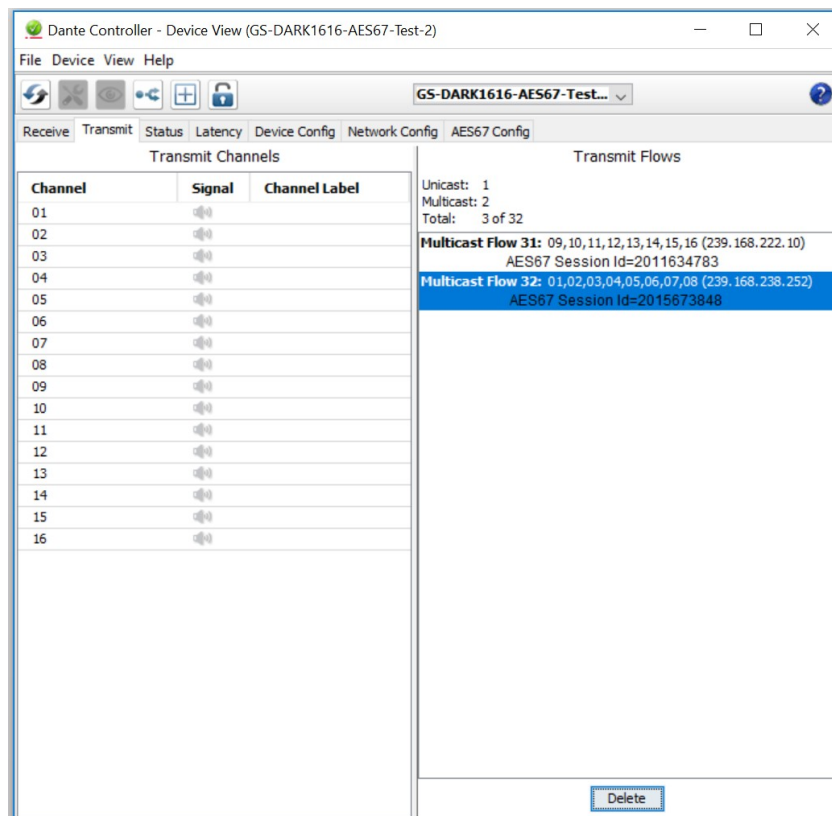 Dante Controller - Device View (GS-DARK1616-AES67-Test-2)
File Device View Help
GS-DARK1616-AES67-Test...
?
Receive Transmit Status Latency Device Config Network Config AES67 Config
Transmit Channels
Channel Signal Channel Label
01
02
03
04
05
06
07
08
09
10
11
12
13
14
15
16
Transmit Flows
Unicast: 1
Multicast: 2
Total: 3 of 32
Multicast Flow 31: 09,10,11,12,13,14,15,16 (239.168.222.10)
AES67 Session Id=2011634783
Multicast Flow 32: 01,02,03,04,05,06,07,08 (239.168.238.252)
AES67 Session Id=2015673848
Delete